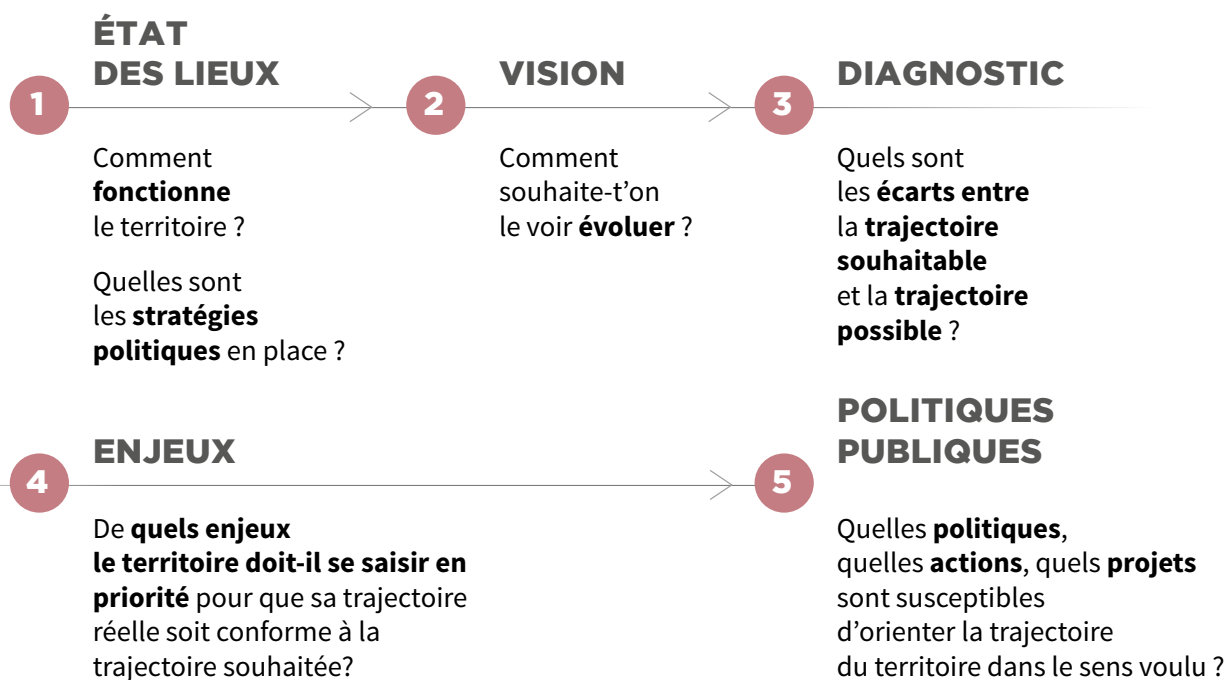 1
ÉTAT
DES LIEUX
Comment
fonctionne
le territoire ?
Quelles sont
les stratégies
politiques en place ?
2
VISION
Comment
souhaite-t'on
le voir évoluer ?
3
DIAGNOSTIC
Quels sont
les écarts entre
la trajectoire
souhaitable
et la trajectoire
possible ?
4
ENJEUX
De quels enjeux
le territoire doit-il se saisir en
priorité pour que sa trajectoire
réelle soit conforme à la
trajectoire souhaitée?
5
POLITIQUES
PUBLIQUES
Quelles politiques,
quelles actions, quels projets
sont susceptibles
d'orienter la trajectoire
du territoire dans le sens voulu ?